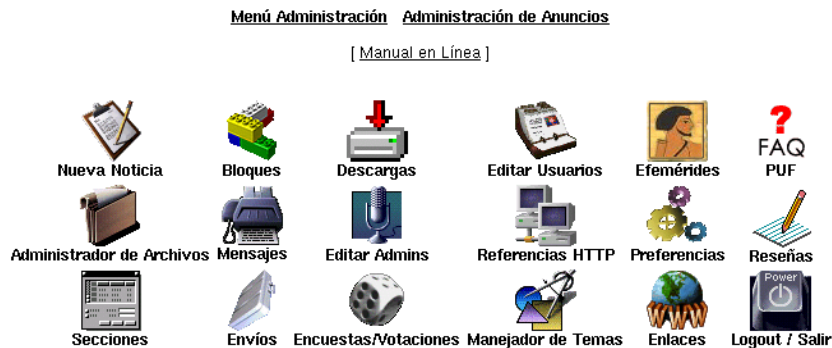 Menú Administración Administración de Anuncios
[ Manual en Línea ]
? FAQ
Nueva Noticia Bloques Descargas Editar Usuarios Efemérides PUF
Administrador de Archivos Mensajes Editar Admins Referencias HTTP Preferencias Reseñas
WWW Power
Secciones Envíos Encuestas/Votaciones Manejador de Temas Enlaces Logout / Salir